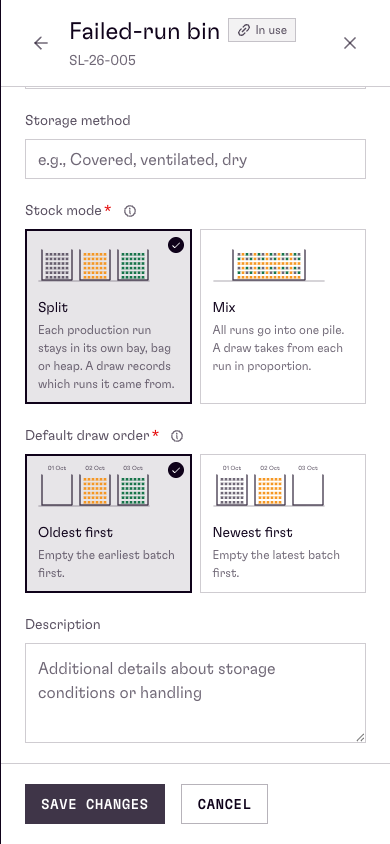 Failed-run bin
In use
SL-26-005
Storage method
e.g., Covered, ventilated, dry
Stock mode*
Split
Each production run
stays in its own bay, bag
or heap. A draw records
which runs it came from.
Mix
All runs go into one pile.
A draw takes from each
run in proportion.
Default draw order*
01 Oct 02 Oct 03 Oct
Oldest first
Empty the earliest batch
first.
01 Oct 02 Oct 03 Oct
Newest first
Empty the latest batch
first.
Description
Additional details about storage
conditions or handling
SAVE CHANGES
CANCEL